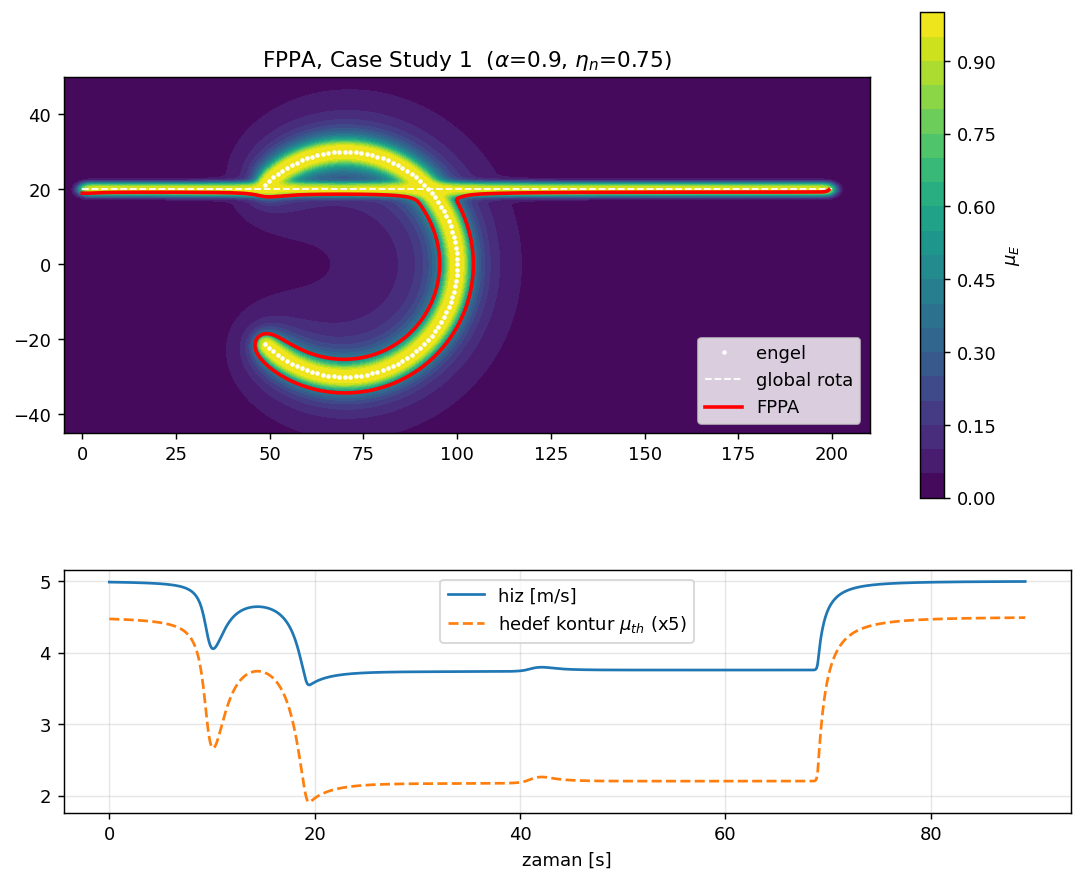 FPPA, Case Study 1 (α=0.9, ηn=0.75)
40
20
0
−20
−40
0 25 50 75 100 125 150 175 200
engel
global rota
FPPA
0.90
0.75
0.60
0.45
0.30
0.15
0.00
μE
5
4
3
2
hiz [m/s]
hedef kontur μth (x5)
0 20 40 60 80
zaman [s]